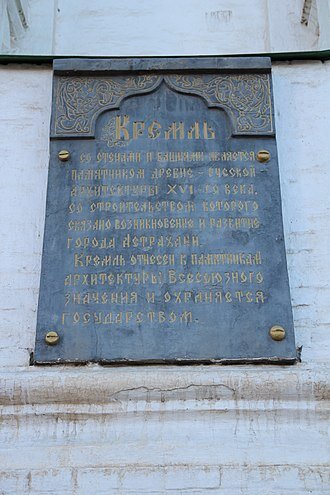 Кремль
со стенами и башнями является
памятником древне-русской
архитектуры XVI-го века,
со строительством которого
связано возникновение и развитие
города Астрахани.
Кремль отнесен к памятникам
архитектуры Всесоюзного
значения и охраняется
государством.